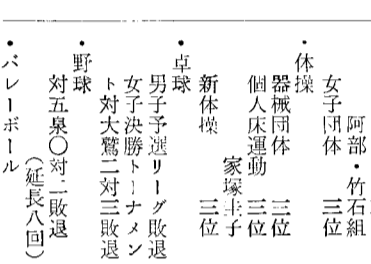 阿部・竹石組
女子団体 三位
・体操
器械団体 三位
個人床運動 三位
家塚圭子
新体操 三位
・卓球
男子予選リーグ敗退
女子決勝トーナメン
ト対大鷲二対三敗退
・野球
対五泉〇対二敗退
（延長八回）
・バレーボール